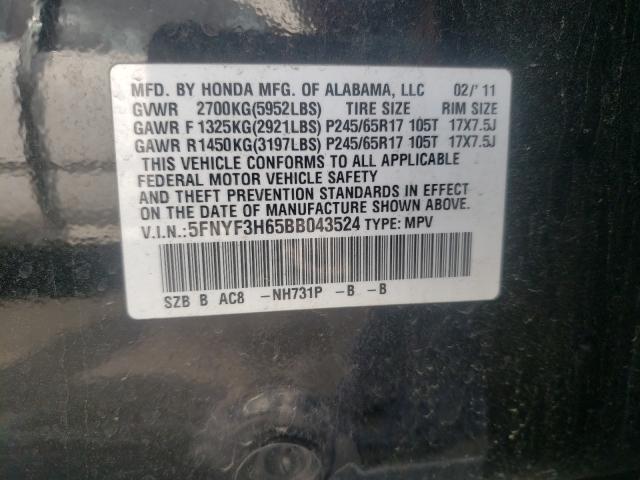 MFD. BY HONDA MFG. OF ALABAMA, LLC 02/'11
GVWR 2700KG(5952LBS) TIRE SIZE RIM SIZE
GAWR F 1325KG(2921LBS) P245/65R17 105T 17X7.5J
GAWR R1450KG(3197LBS) P245/65R17 105T 17X7.5J
THIS VEHICLE CONFORMS TO ALL APPLICABLE
FEDERAL MOTOR VEHICLE SAFETY
AND THEFT PREVENTION STANDARDS IN EFFECT
ON THE DATE OF MANUFACTURE SHOWN ABOVE.
V.I.N.:5FNYF3H65BB043524 TYPE: MPV
SZB B AC8 -NH731P -B -B